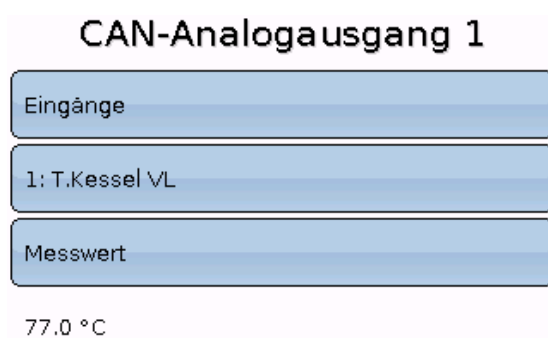 CAN-Analogausgang 1
Eingänge
1: T.Kessel VL
Messwert
77.0 °C